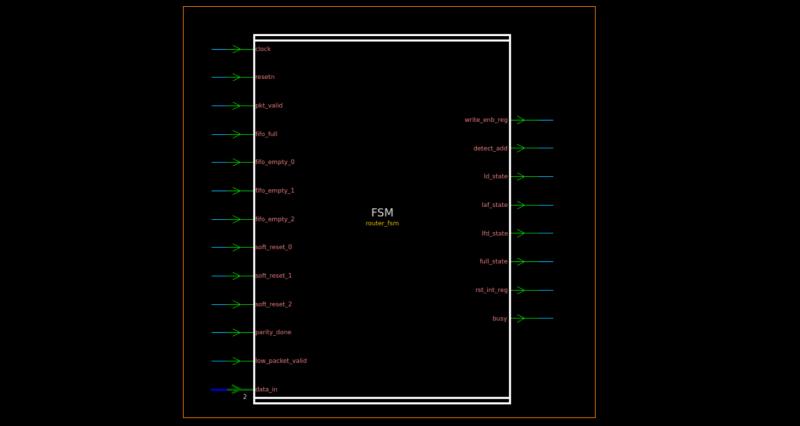 clock
resetn
pkt_valid
fifo_full
fifo_empty_0
fifo_empty_1
fifo_empty_2
soft_reset_0
soft_reset_1
soft_reset_2
parity_done
low_packet_valid
data_in
2
FSM
router_fsm
write_enb_reg
detect_add
ld_state
laf_state
lfd_state
full_state
rst_int_reg
busy